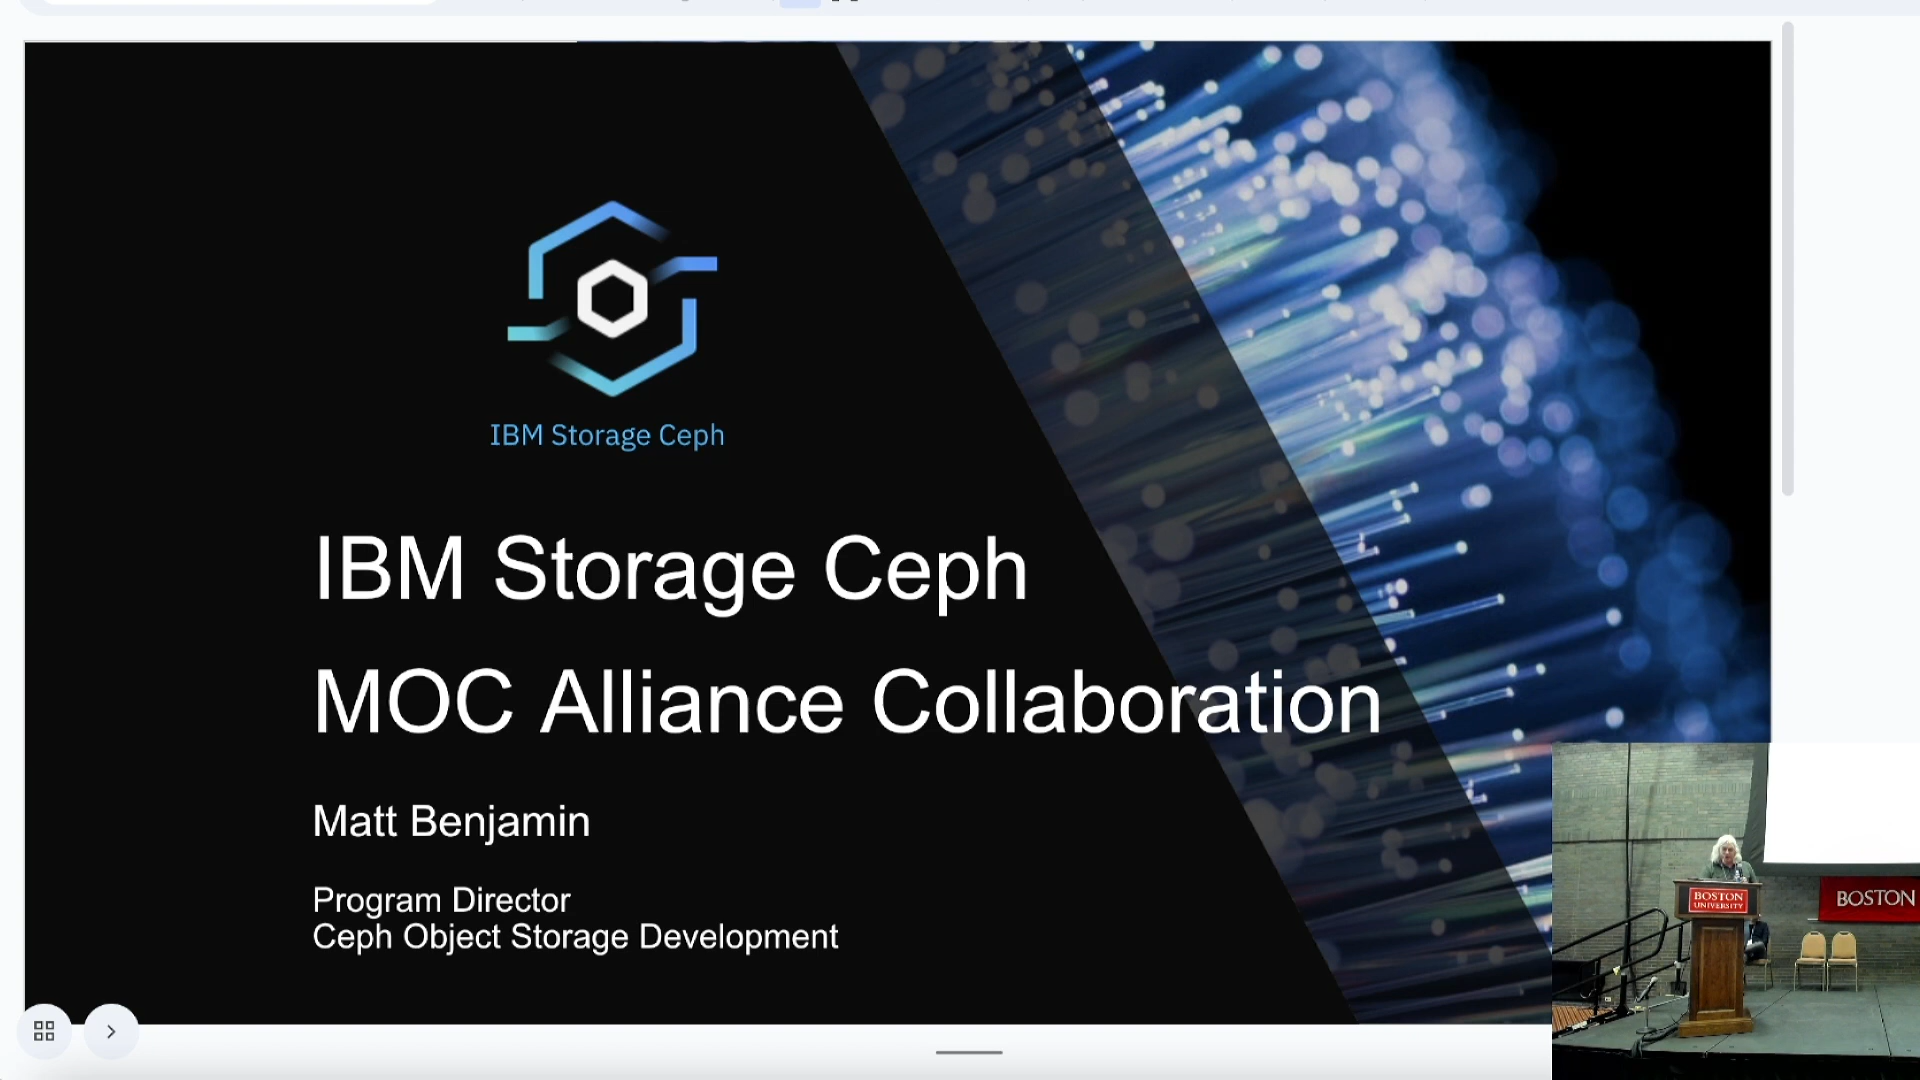 IBM Storage Ceph
IBM Storage Ceph
MOC Alliance Collaboration
Matt Benjamin
Program Director
Ceph Object Storage Development
BOSTON
UNIVERSITY
BOSTON